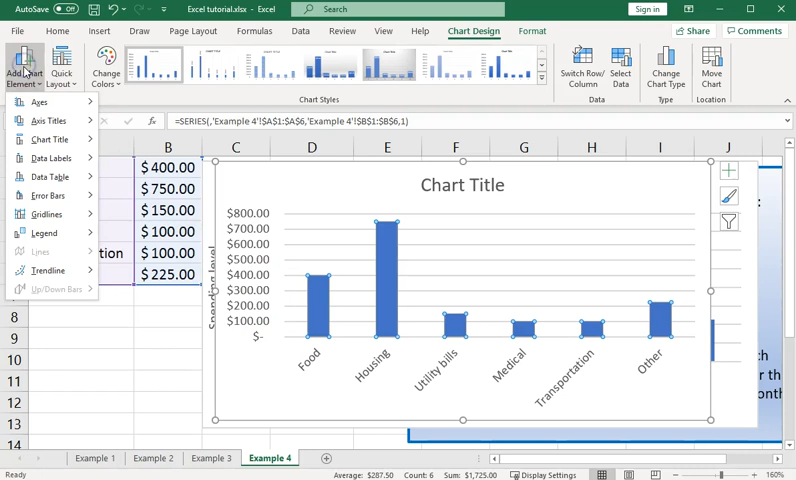 AutoSave Off Excel tutorial.xlsx - Excel Search Sign in
File Home Insert Draw Page Layout Formulas Data Review View Help Chart Design Format Share Comments
Add Chart Element Quick Layout Change Colors Switch Row/Column Select Data Change Chart Type Move Chart
Chart Styles Data Type Location
=SERIES(,'Example 4'!$A$1:$A$6,'Example 4'!$B$1:$B$6,1)
Axes
Axis Titles
Chart Title
Data Labels
Data Table
Error Bars
Gridlines
Legend
Lines
Trendline
Up/Down Bars
B C D E F G H I J
$ 400.00
$ 750.00
$ 150.00
$ 100.00
tion $ 100.00
$ 225.00
8
9
10
11
12
13
14
Chart Title
Spending level
$800.00
$700.00
$600.00
$500.00
$400.00
$300.00
$200.00
$100.00
$-
Food Housing Utility bills Medical Transportation Other
:
ch
r th
onth
Example 1 Example 2 Example 3 Example 4
Ready Average: $287.50 Count: 6 Sum: $1,725.00 Display Settings 160%